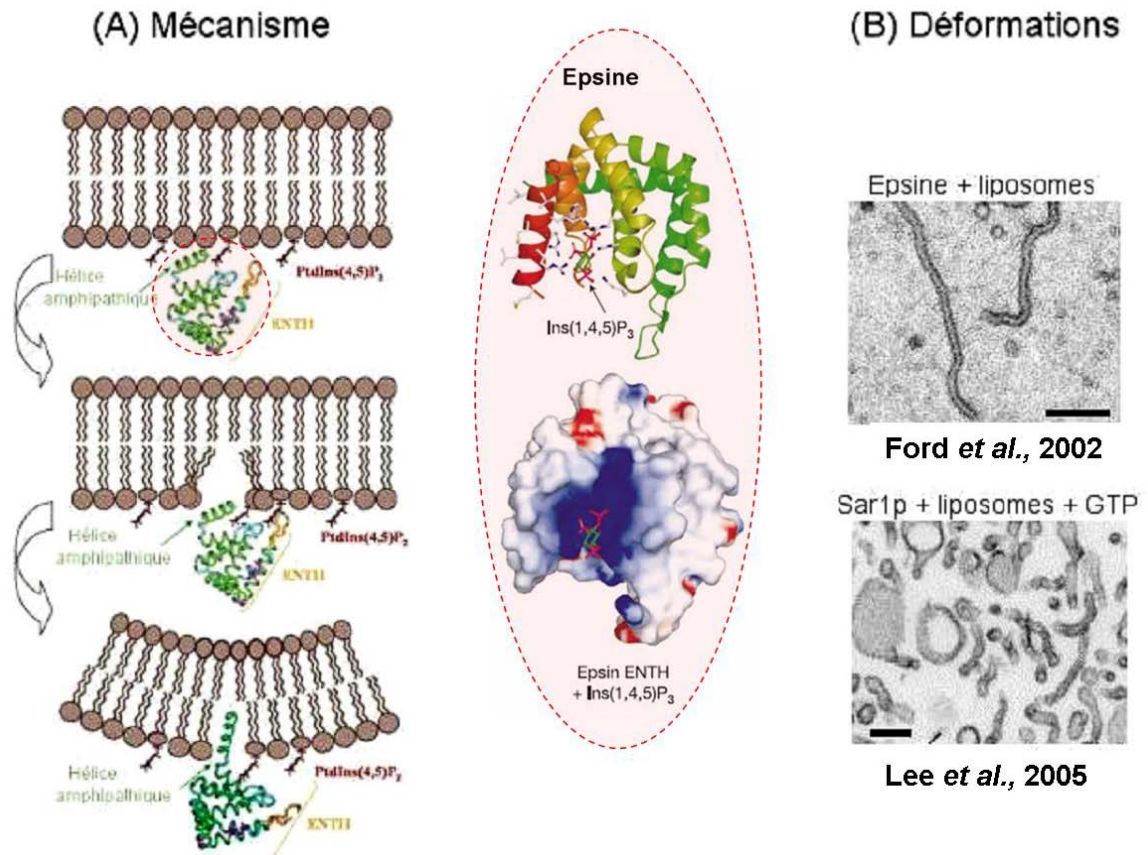 (A) Mécanisme
Hélice
amphipathique
PtdIns(4,5)P₂
ENTH
Hélice
amphipathique
PtdIns(4,5)P₂
ENTH
Hélice
amphipathique
PtdIns(4,5)P₂
ENTH
Epsine
Ins(1,4,5)P₃
Epsin ENTH
+ Ins(1,4,5)P₃
(B) Déformations
Epsine + liposomes
Ford et al., 2002
Sar1p + liposomes + GTP
Lee et al., 2005